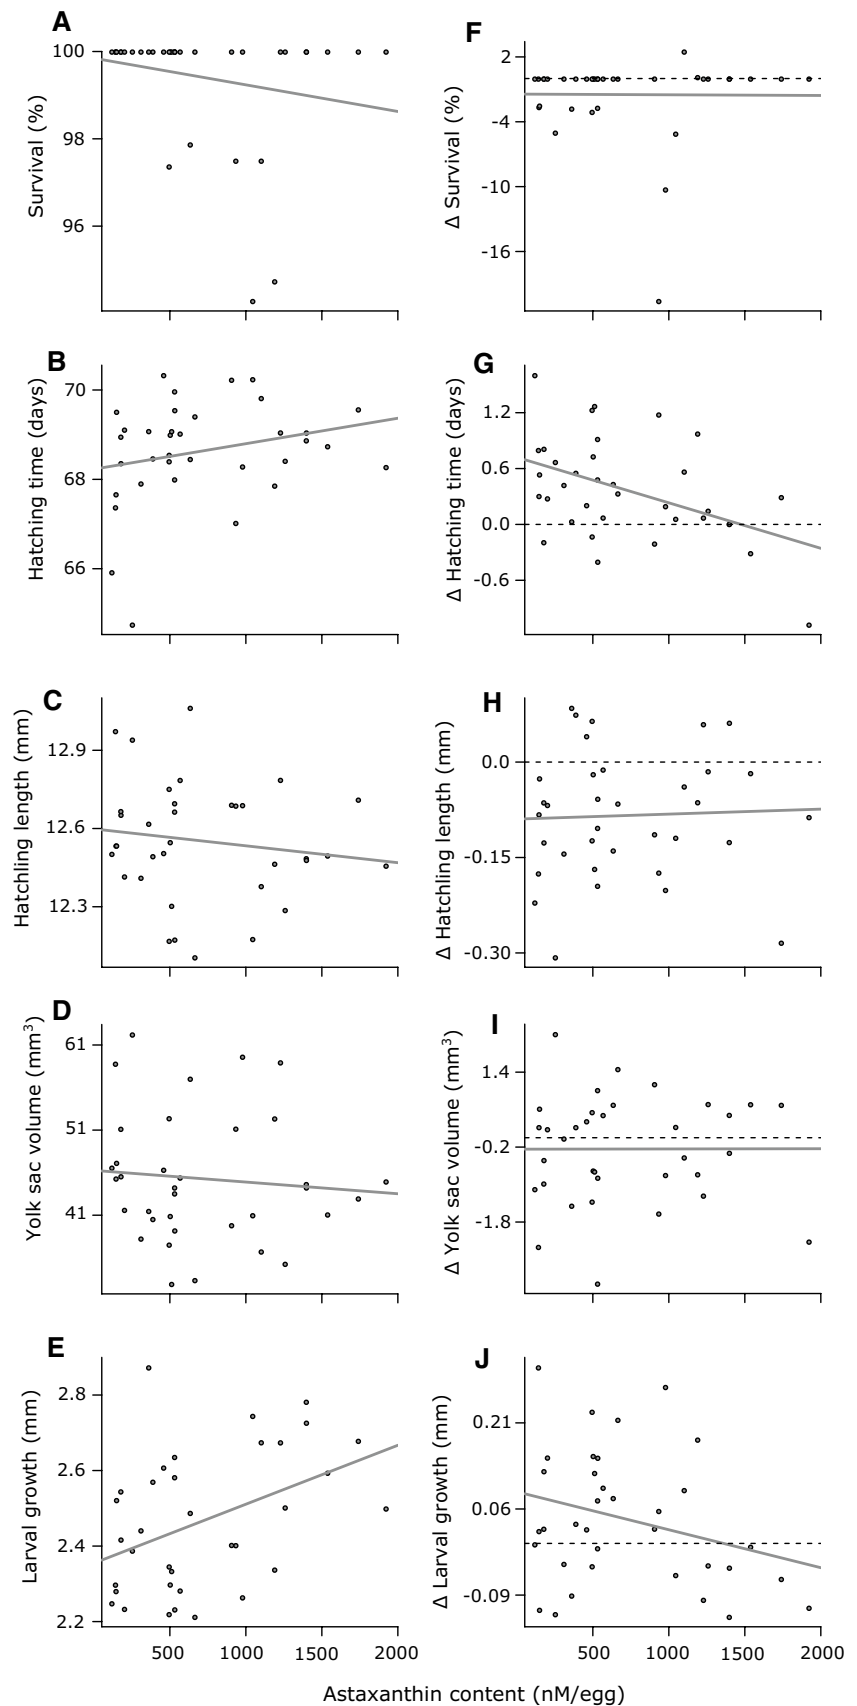 A
Survival (%)
100
98
96
F
Δ Survival (%)
2
-4
-10
-16
B
Hatching time (days)
70
68
66
G
Δ Hatching time (days)
1.2
0.6
0.0
-0.6
C
Hatchling length (mm)
12.9
12.6
12.3
H
Δ Hatchling length (mm)
0.0
-0.15
-0.30
D
Yolk sac volume (mm³)
61
51
41
I
Δ Yolk sac volume (mm³)
1.4
-0.2
-1.8
E
Larval growth (mm)
2.8
2.6
2.4
2.2
500 1000 1500 2000
J
Δ Larval growth (mm)
0.21
0.06
-0.09
500 1000 1500 2000
Astaxanthin content (nM/egg)